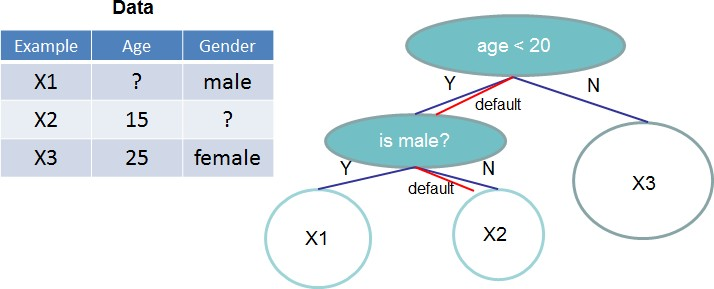 Data
Example Age Gender
X1 ? male
X2 15 ?
X3 25 female
age < 20
Y
N
default
is male?
X3
Y
N
default
X1
X2